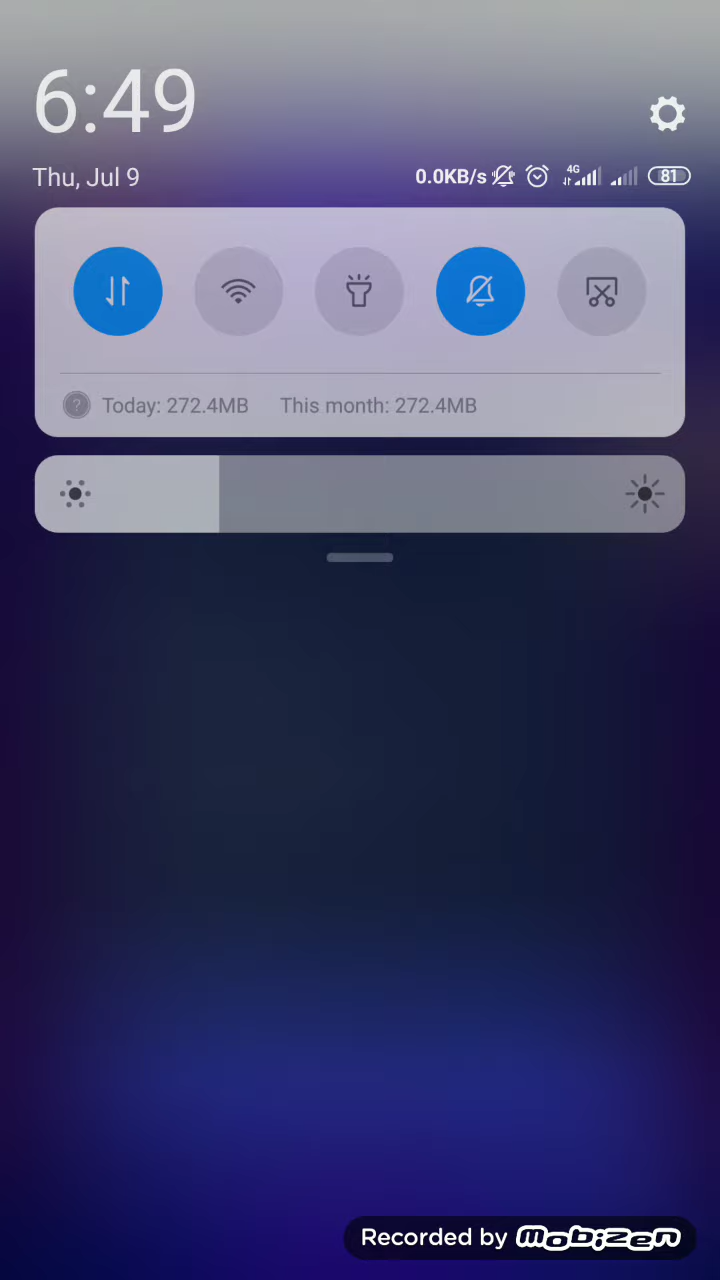 6:49
Thu, Jul 9
0.0KB/s 4G 81
? Today: 272.4MB This month: 272.4MB
Recorded by mobizen